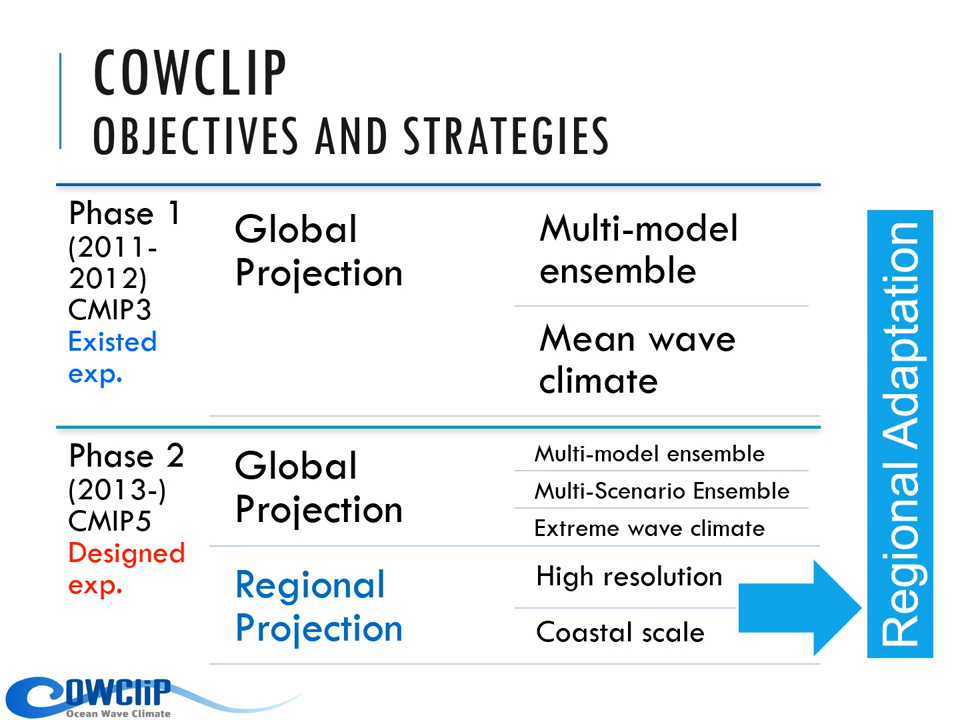 COWCLIP
OBJECTIVES AND STRATEGIES
Phase 1
(2011-
2012)
CMIP3
Existed
exp.
Global
Projection
Multi-model
ensemble
Mean wave
climate
Phase 2
(2013-)
CMIP5
Designed
exp.
Global
Projection
Multi-model ensemble
Multi-Scenario Ensemble
Extreme wave climate
Regional
Projection
High resolution
Coastal scale
Regional Adaptation
COWCliP
Ocean Wave Climate